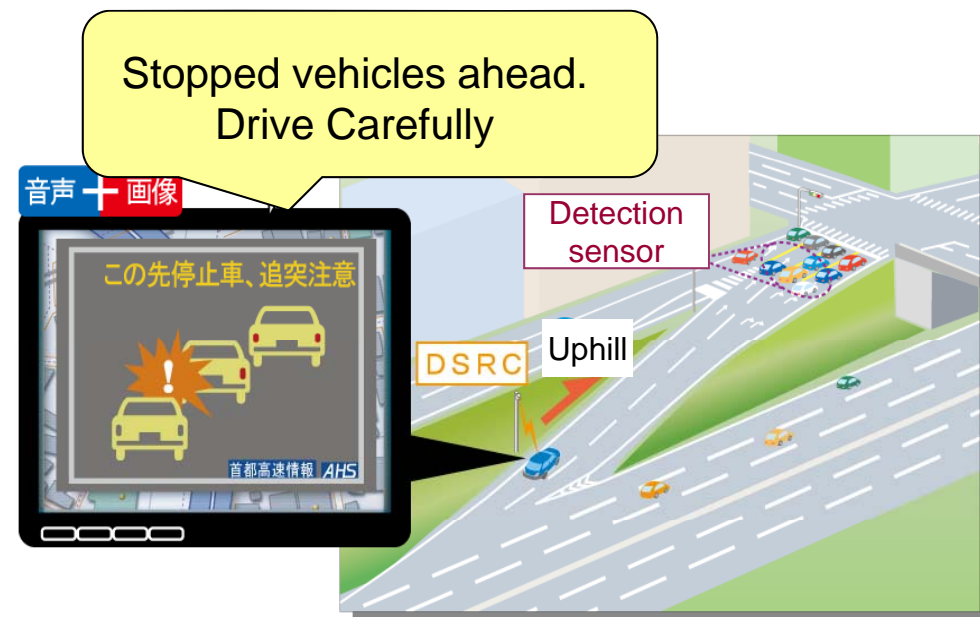 Stopped vehicles ahead.
Drive Carefully
音声+画像
この先停止車、追突注意
!
首都高速情報 AHS
Detection
sensor
DSRC
Uphill